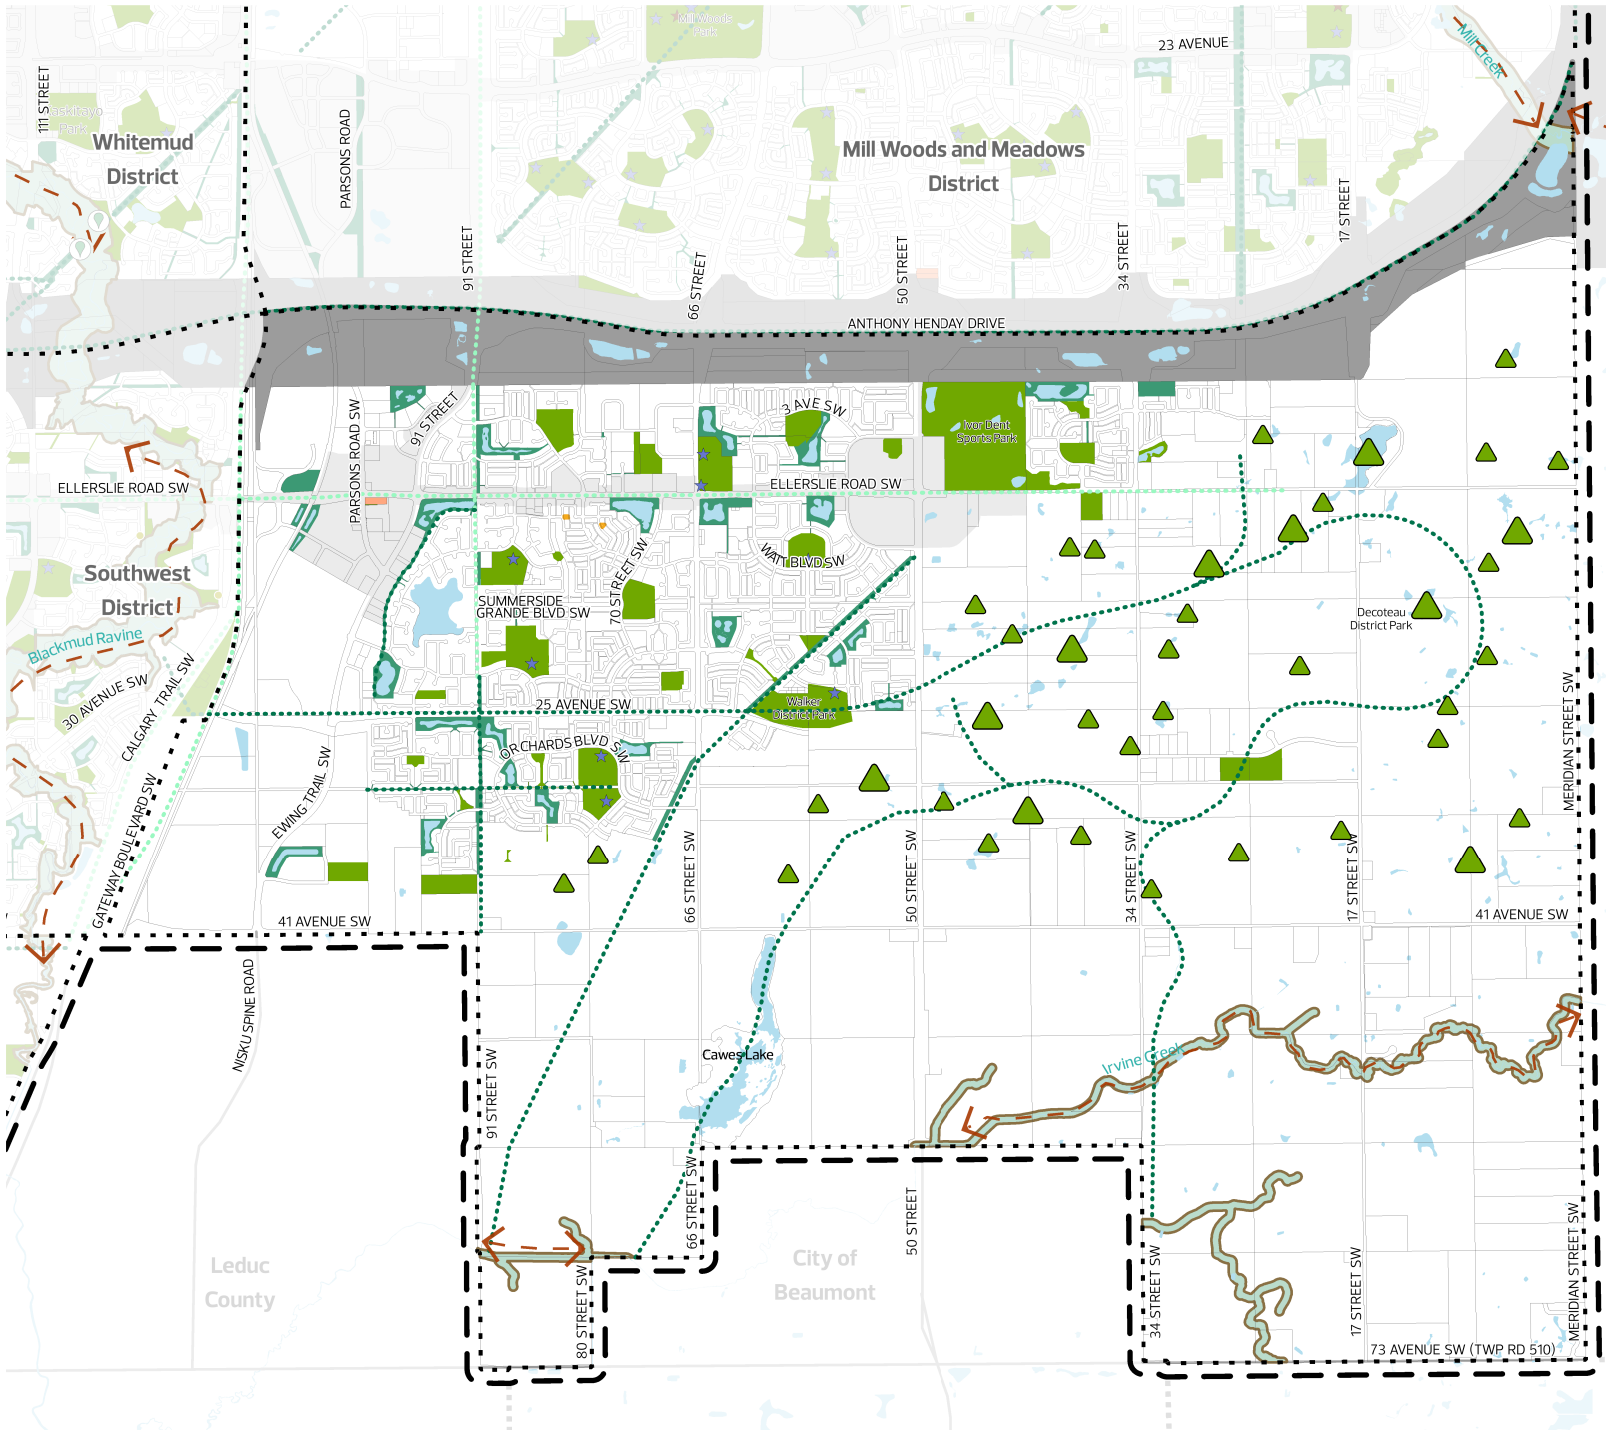 Mill Woods
Park
23 AVENUE
Mill Creek
111 STREET
askitayo
Park
Whitemud
District
PARSONS ROAD
Mill Woods and Meadows
District
17 STREET
91 STREET
66 STREET
50 STREET
34 STREET
ANTHONY HENDAY DRIVE
PARSONS ROAD SW
91 STREET
3 AVE SW
Ivor Dent
Sports Park
ELLERSLIE ROAD SW
ELLERSLIE ROAD SW
WATT BLVD SW
Southwest
District
SUMMERSIDE
GRANDE BLVD SW
70 STREET SW
Decoteau
District Park
Blackmud Ravine
30 AVENUE SW
CALGARY TRAIL SW
25 AVENUE SW
Walker
District Park
MERIDIAN STREET SW
ORCHARDS BLVD SW
EWING TRAIL SW
GATEWAY BOULEVARD SW
66 STREET SW
50 STREET SW
34 STREET SW
17 STREET SW
41 AVENUE SW
41 AVENUE SW
NISKU SPINE ROAD
91 STREET SW
Cawes Lake
Irvine Creek
66 STREET SW
50 STREET
Leduc
County
City of
Beaumont
80 STREET SW
34 STREET SW
17 STREET SW
MERIDIAN STREET SW
73 AVENUE SW (TWP RD 510)